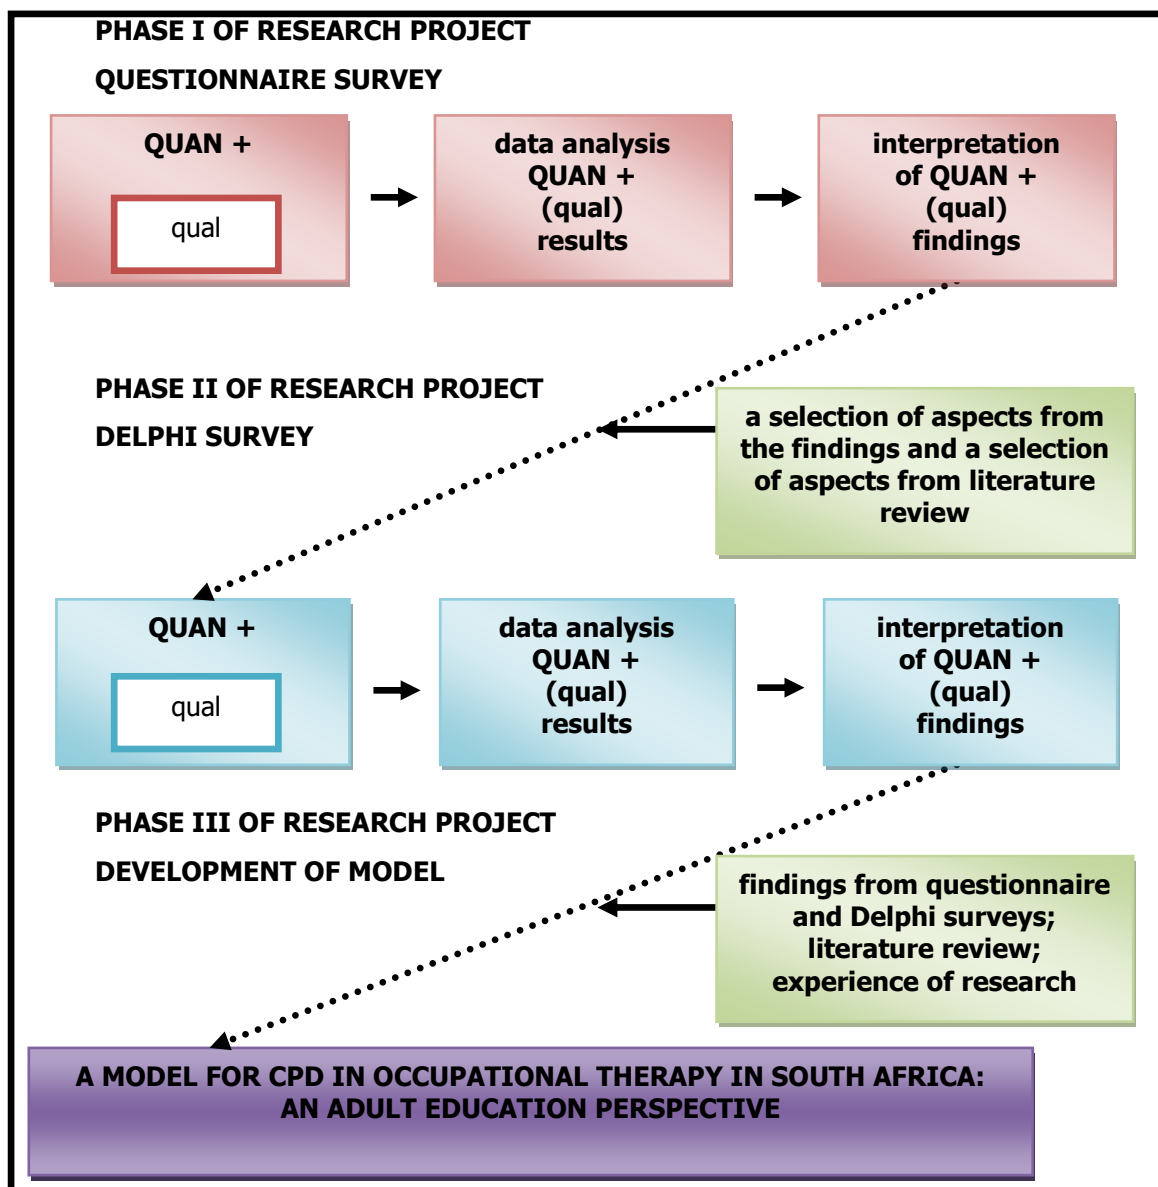 PHASE I OF RESEARCH PROJECT
QUESTIONNAIRE SURVEY
QUAN +
qual
data analysis
QUAN +
(qual)
results
interpretation
of QUAN +
(qual)
findings
PHASE II OF RESEARCH PROJECT
DELPHI SURVEY
a selection of aspects from
the findings and a selection
of aspects from literature
review
QUAN +
qual
data analysis
QUAN +
(qual)
results
interpretation
of QUAN +
(qual)
findings
PHASE III OF RESEARCH PROJECT
DEVELOPMENT OF MODEL
findings from questionnaire
and Delphi surveys;
literature review;
experience of research
A MODEL FOR CPD IN OCCUPATIONAL THERAPY IN SOUTH AFRICA:
AN ADULT EDUCATION PERSPECTIVE